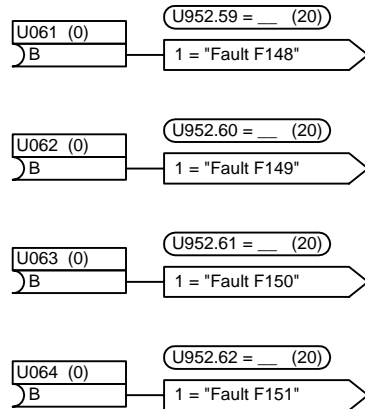 U952.59 = __ (20)
U061 (0)
B
1 = "Fault F148"
U952.60 = __ (20)
U062 (0)
B
1 = "Fault F149"
U952.61 = __ (20)
U063 (0)
B
1 = "Fault F150"
U952.62 = __ (20)
U064 (0)
B
1 = "Fault F151"